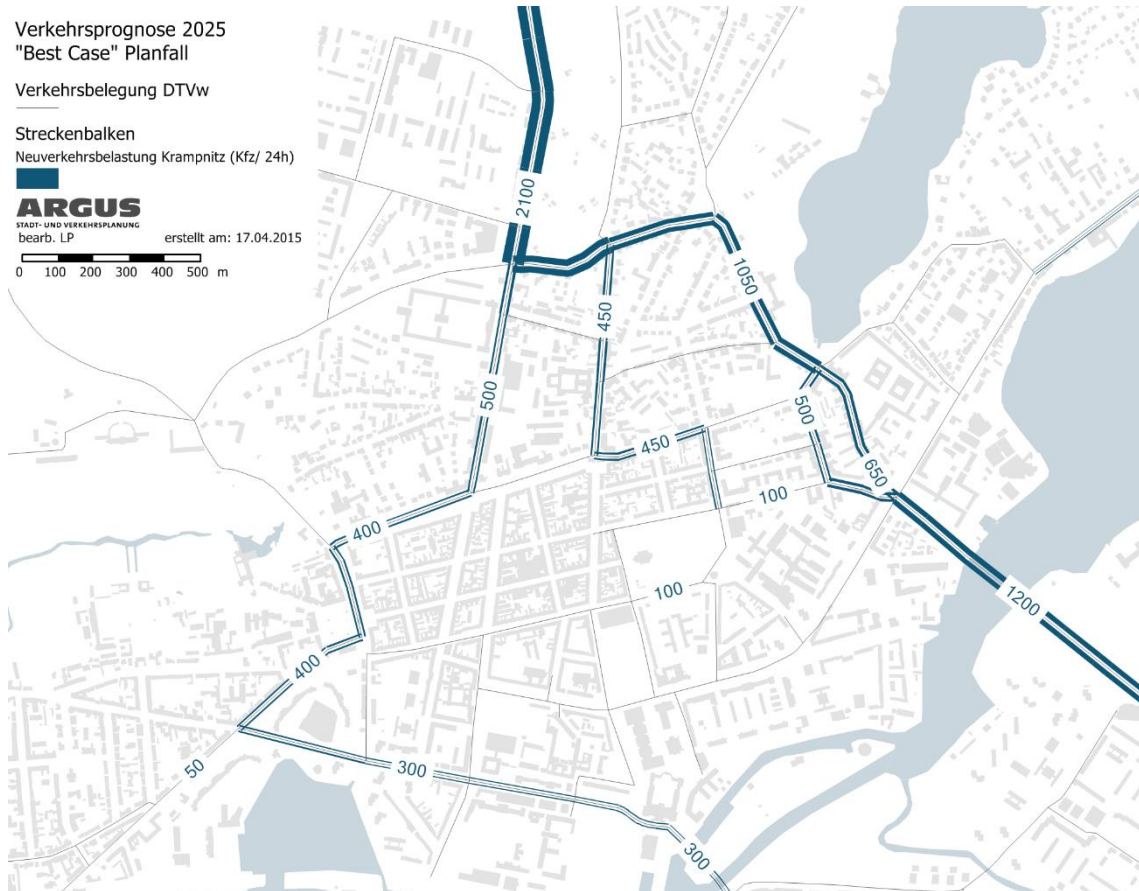 Verkehrsprognose 2025
"Best Case" Planfall
Verkehrsbelegung DTVw
Streckenbalken
Neuverkehrsbelastung Krampnitz (Kfz/ 24h)
ARGUS
STADT- UND VERKEHRSPLANUNG
bearb. LP erstellt am: 17.04.2015
0 100 200 300 400 500 m
2100
1050
450
500
500
450
650
100
400
100
1200
400
50
300
300